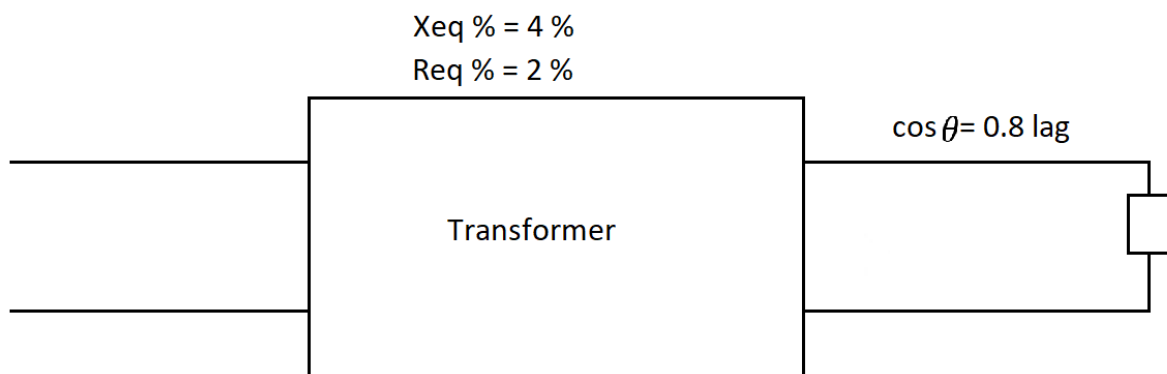 Xeq % = 4 %
Req % = 2 %
cos θ= 0.8 lag
Transformer